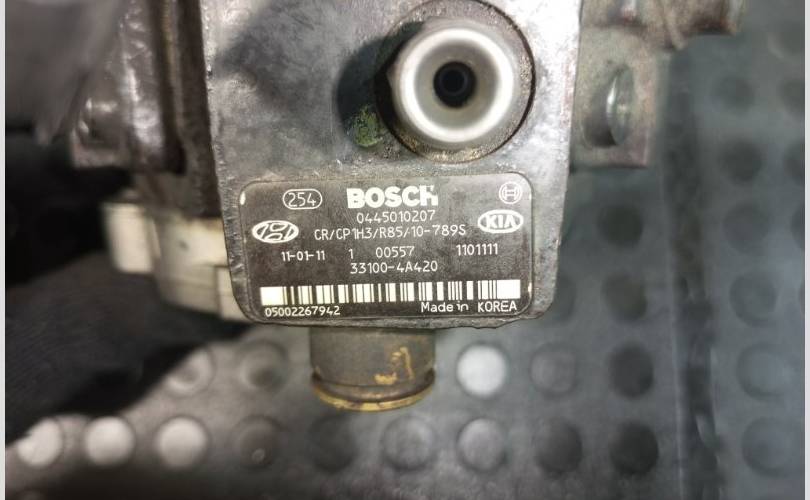 254 BOSCH
0445010207
CR/CP1H3/R85/10-789S KIA
11-01-11 1 00557 1101111
33100-4A420
05002267942 Made in KOREA